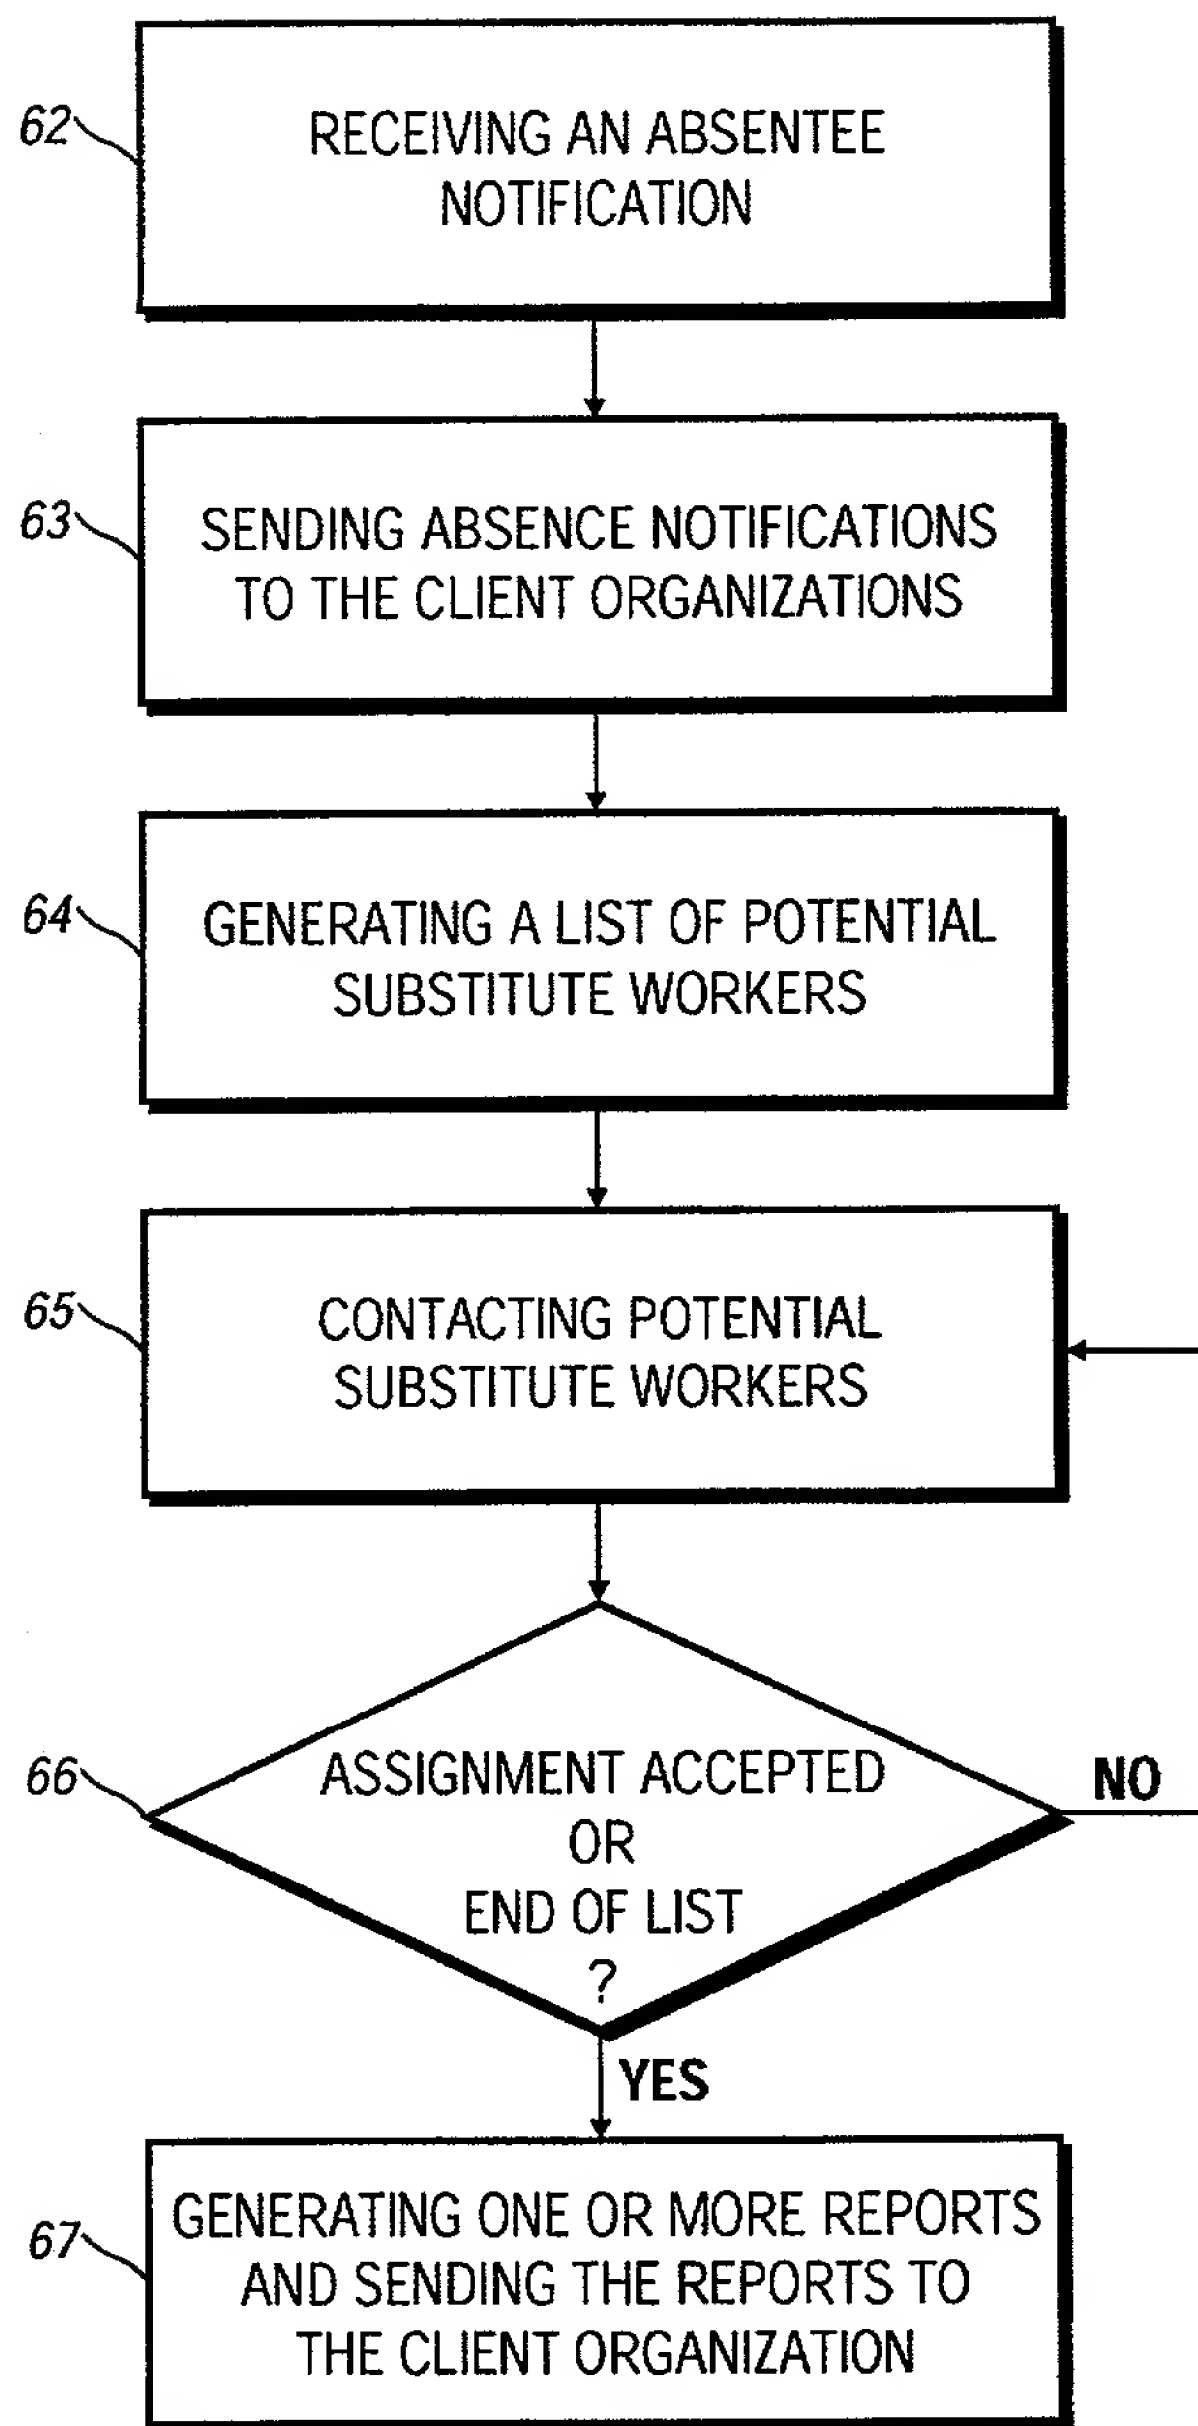 62
RECEIVING AN ABSENTEE
NOTIFICATION
63
SENDING ABSENCE NOTIFICATIONS
TO THE CLIENT ORGANIZATIONS
64
GENERATING A LIST OF POTENTIAL
SUBSTITUTE WORKERS
65
CONTACTING POTENTIAL
SUBSTITUTE WORKERS
66
ASSIGNMENT ACCEPTED
OR
END OF LIST
?
NO
YES
67
GENERATING ONE OR MORE REPORTS
AND SENDING THE REPORTS TO
THE CLIENT ORGANIZATION